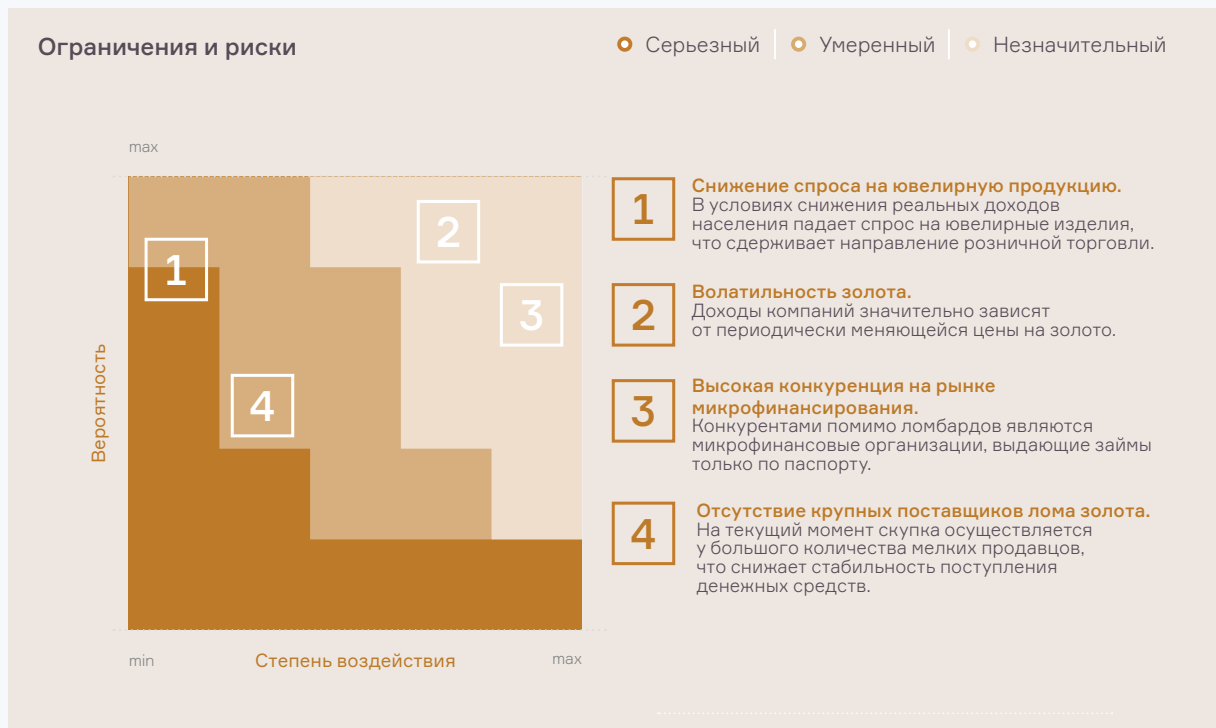 Ограничения и риски
Серьезный
Умеренный
Незначительный
max
1
2
3
4
Вероятность
min
Степень воздействия
max
1
Снижение спроса на ювелирную продукцию.
В условиях снижения реальных доходов
населения падает спрос на ювелирные изделия,
что сдерживает направление розничной торговли.
2
Волатильность золота.
Доходы компаний значительно зависят
от периодически меняющейся цены на золото.
3
Высокая конкуренция на рынке
микрофинансирования.
Конкурентами помимо ломбардов являются
микрофинансовые организации, выдающие займы
только по паспорту.
4
Отсутствие крупных поставщиков лома золота.
На текущий момент скупка осуществляется
у большого количества мелких продавцов,
что снижает стабильность поступления
денежных средств.